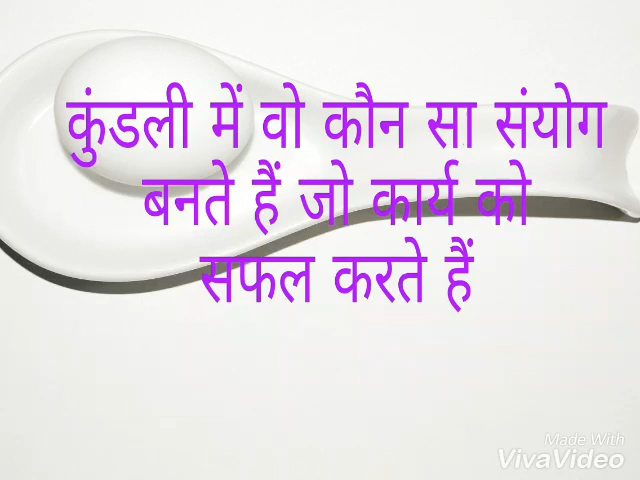 कुंडली में वो कौन सा संयोग
बनते हैं जो कार्य को
सफल करते हैं
Made With
VivaVideo